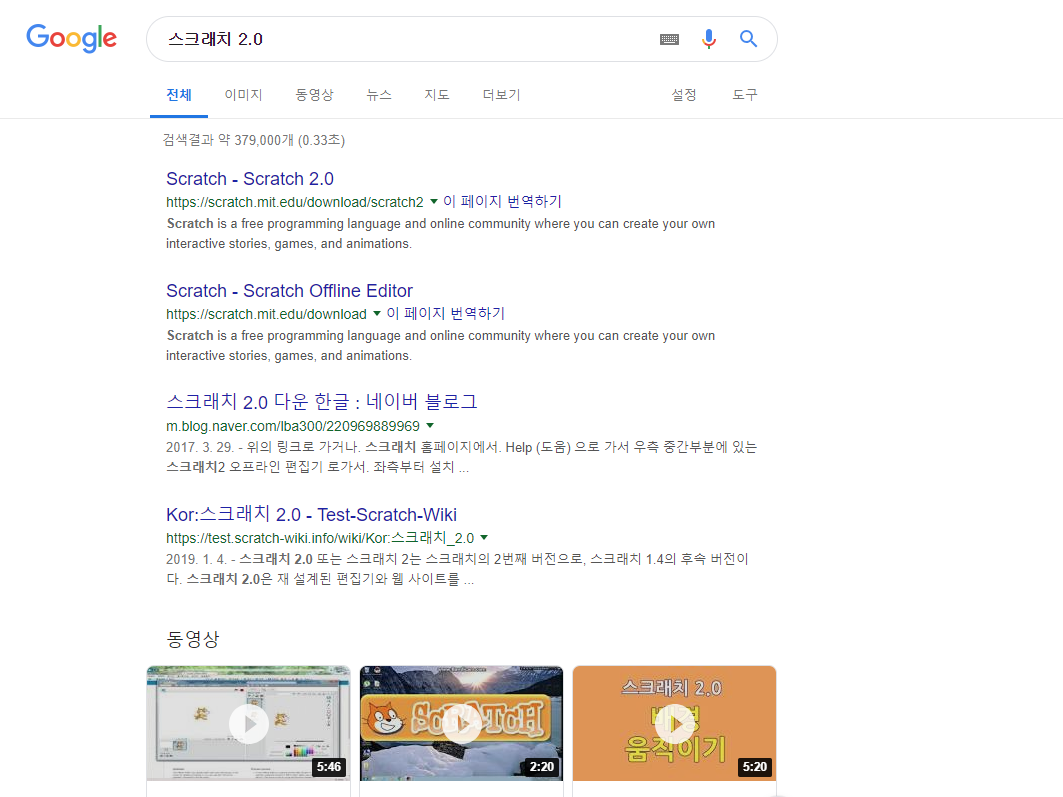 Google
스크래치 2.0
전체 이미지 동영상 뉴스 지도 더보기 설정 도구
검색결과 약 379,000개 (0.33초)
Scratch - Scratch 2.0
https://scratch.mit.edu/download/scratch2 ▼ 이 페이지 번역하기
Scratch is a free programming language and online community where you can create your own
interactive stories, games, and animations.
Scratch - Scratch Offline Editor
https://scratch.mit.edu/download ▼ 이 페이지 번역하기
Scratch is a free programming language and online community where you can create your own
interactive stories, games, and animations.
스크래치 2.0 다운 한글 : 네이버 블로그
m.blog.naver.com/lba300/220969889969 ▼
2017. 3. 29. - 위의 링크로 가거나. 스크래치 홈페이지에서. Help (도움) 으로 가서 우측 중간부분에 있는
스크래치2 오프라인 편집기 로가서. 좌측부터 설치 ...
Kor:스크래치 2.0 - Test-Scratch-Wiki
https://test.scratch-wiki.info/wiki/Kor:스크래치_2.0 ▼
2019. 1. 4. - 스크래치 2.0 또는 스크래치 2는 스크래치의 2번째 버전으로, 스크래치 1.4의 후속 버전이
다. 스크래치 2.0은 재 설계된 편집기와 웹 사이트를 ...
동영상
5:46
SCRATCH
2:20
스크래치 2.0
배경
움직이기
5:20